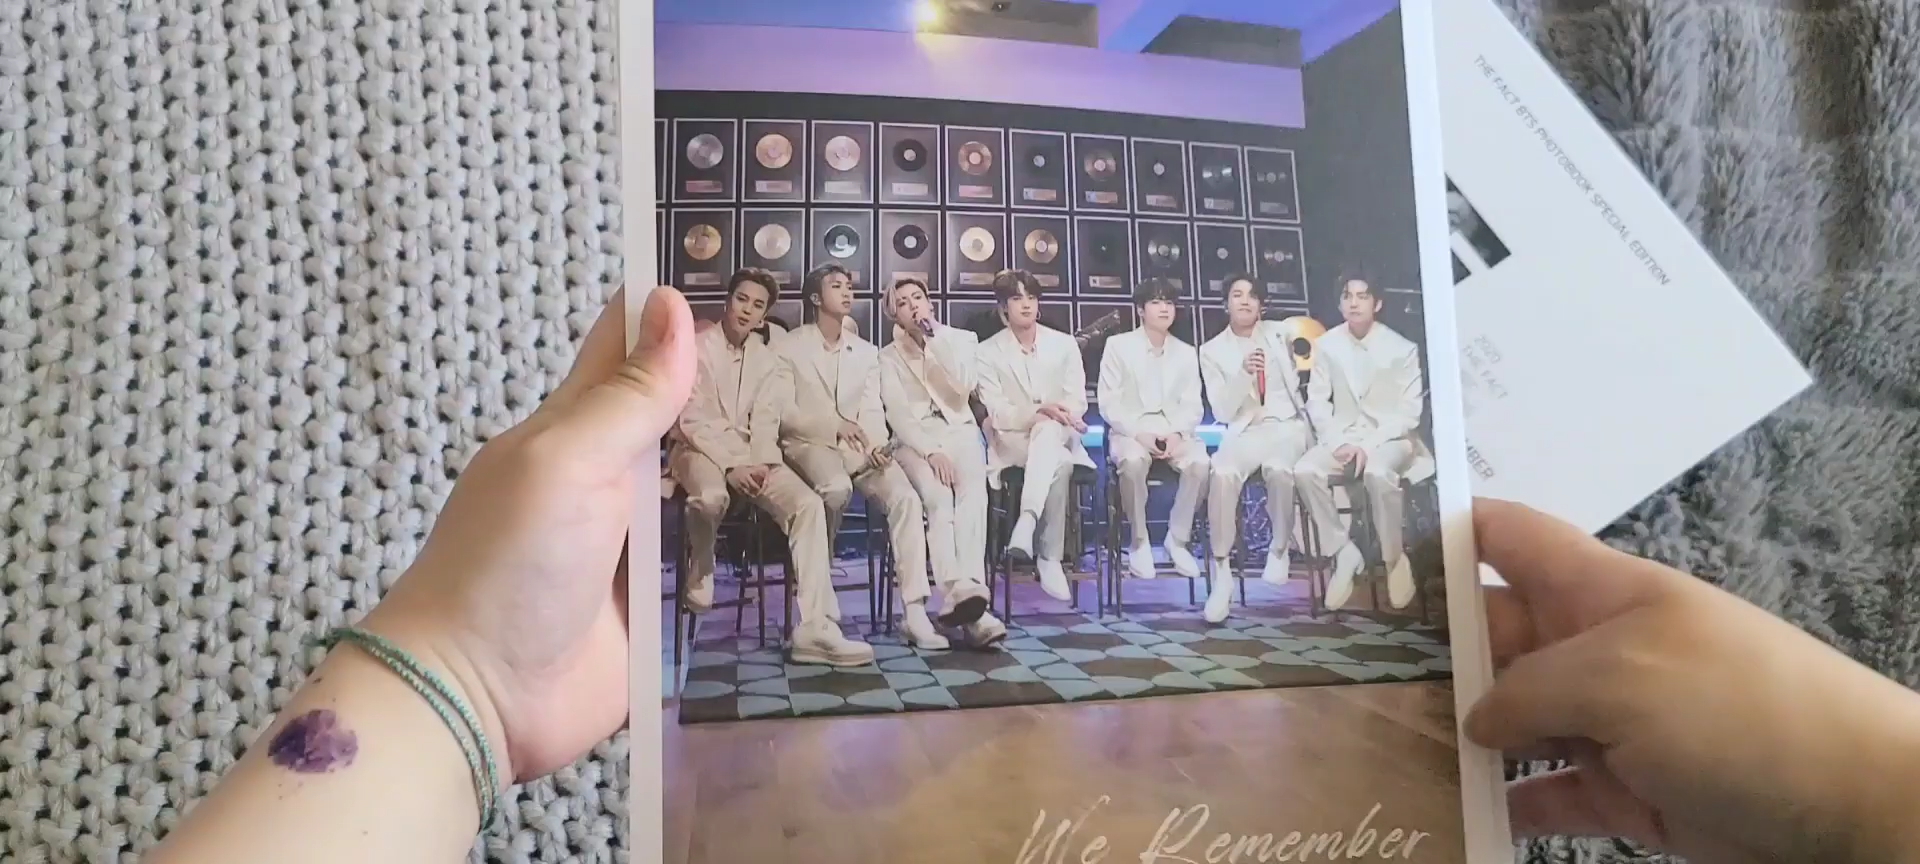 THE FACT BTS PHOTOBOOK SPECIAL EDITION
2020
THE FACT
We Remember